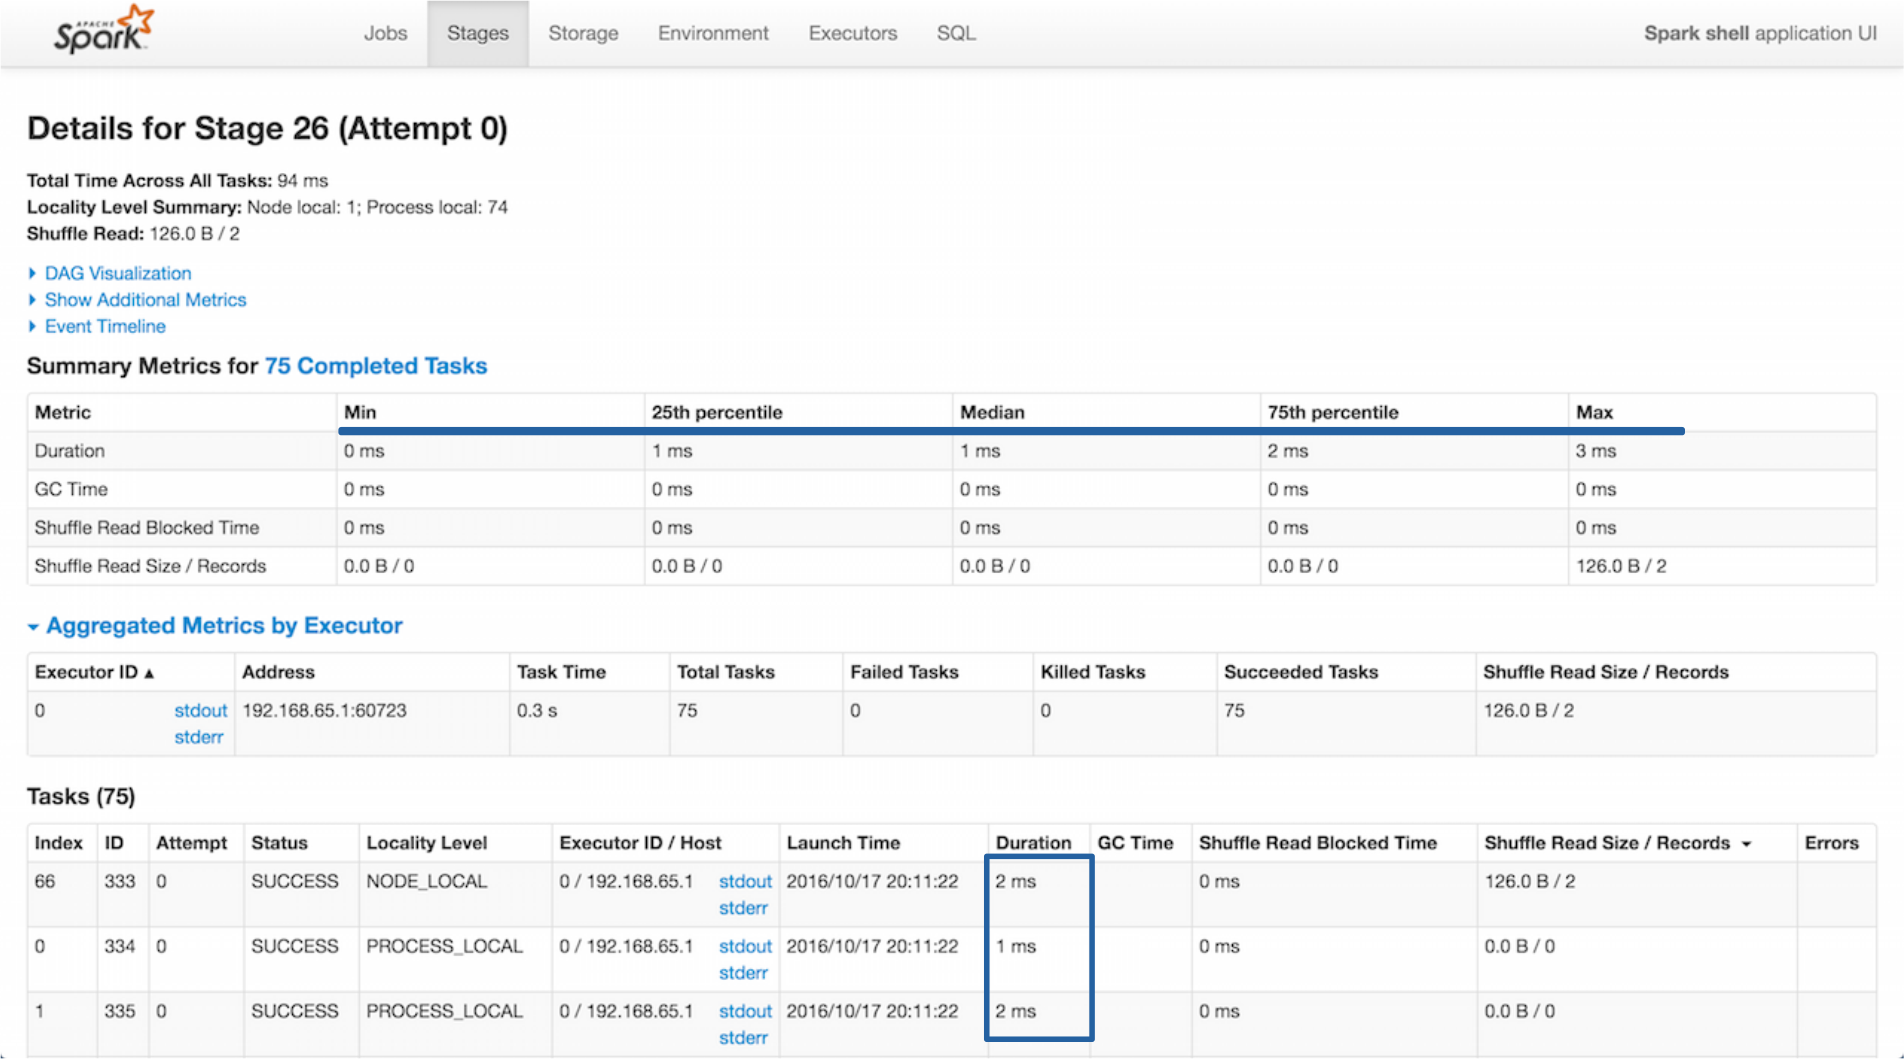 APACHE
Spark
Jobs Stages Storage Environment Executors SQL Spark shell application UI
Details for Stage 26 (Attempt 0)
Total Time Across All Tasks: 94 ms
Locality Level Summary: Node local: 1; Process local: 74
Shuffle Read: 126.0 B / 2
DAG Visualization
Show Additional Metrics
Event Timeline
Summary Metrics for 75 Completed Tasks
Metric Min 25th percentile Median 75th percentile Max
Duration 0 ms 1 ms 1 ms 2 ms 3 ms
GC Time 0 ms 0 ms 0 ms 0 ms 0 ms
Shuffle Read Blocked Time 0 ms 0 ms 0 ms 0 ms 0 ms
Shuffle Read Size / Records 0.0 B / 0 0.0 B / 0 0.0 B / 0 0.0 B / 0 126.0 B / 2
Aggregated Metrics by Executor
Executor ID ▲ Address Task Time Total Tasks Failed Tasks Killed Tasks Succeeded Tasks Shuffle Read Size / Records
0 stdout 192.168.65.1:60723 0.3 s 75 0 0 75 126.0 B / 2
stderr
Tasks (75)
Index ID Attempt Status Locality Level Executor ID / Host Launch Time Duration GC Time Shuffle Read Blocked Time Shuffle Read Size / Records Errors
66 333 0 SUCCESS NODE_LOCAL 0 / 192.168.65.1 stdout 2016/10/17 20:11:22 2 ms 0 ms 126.0 B / 2
stderr
0 334 0 SUCCESS PROCESS_LOCAL 0 / 192.168.65.1 stdout 2016/10/17 20:11:22 1 ms 0 ms 0.0 B / 0
stderr
1 335 0 SUCCESS PROCESS_LOCAL 0 / 192.168.65.1 stdout 2016/10/17 20:11:22 2 ms 0 ms 0.0 B / 0
stderr